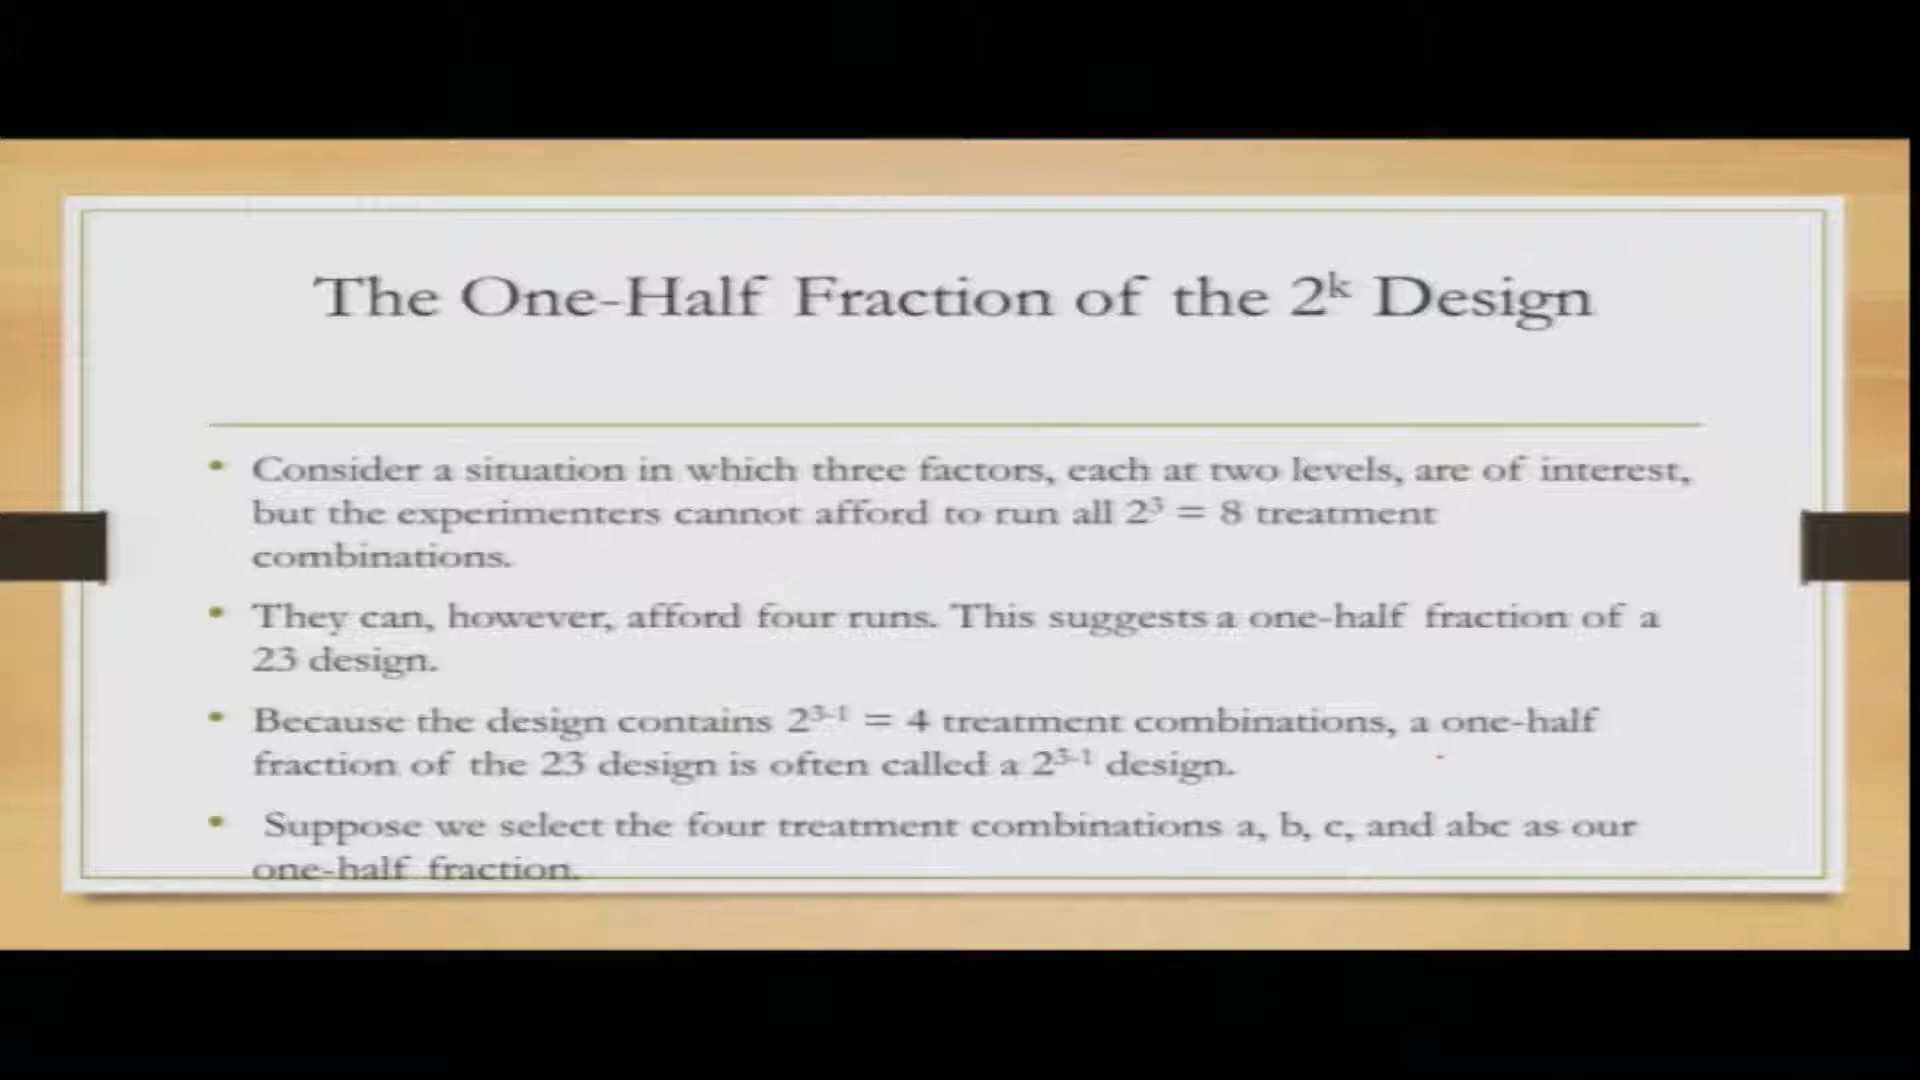 The One-Half Fraction of the 2ᵏ Design
• Consider a situation in which three factors, each at two levels, are of interest,
but the experimenters cannot afford to run all 2³ = 8 treatment
combinations.
• They can, however, afford four runs. This suggests a one-half fraction of a
23 design.
• Because the design contains 2³⁻¹ = 4 treatment combinations, a one-half
fraction of the 23 design is often called a 2³⁻¹ design.
• Suppose we select the four treatment combinations a, b, c, and abc as our
one-half fraction.